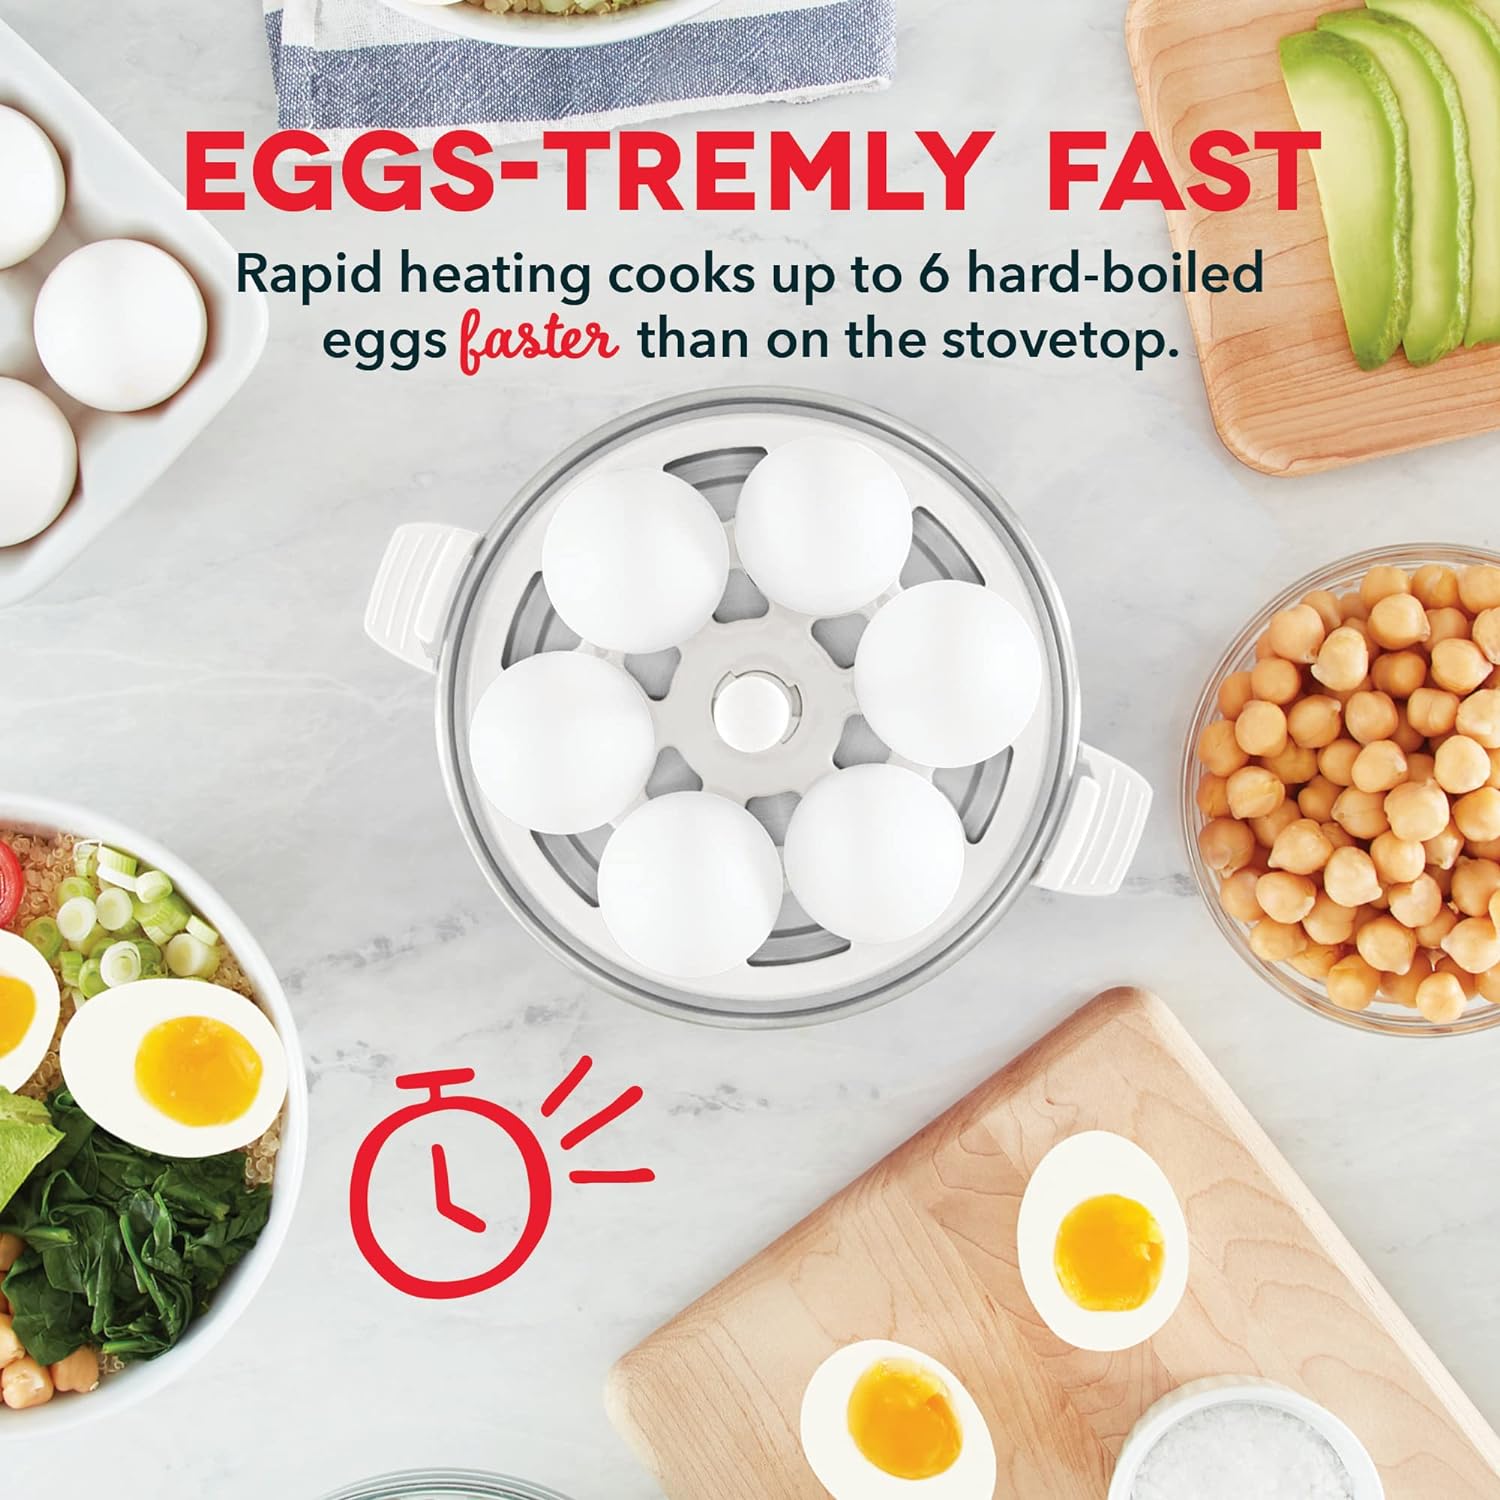 EGGS-TREMLY FAST
Rapid heating cooks up to 6 hard-boiled
eggs faster than on the stovetop.